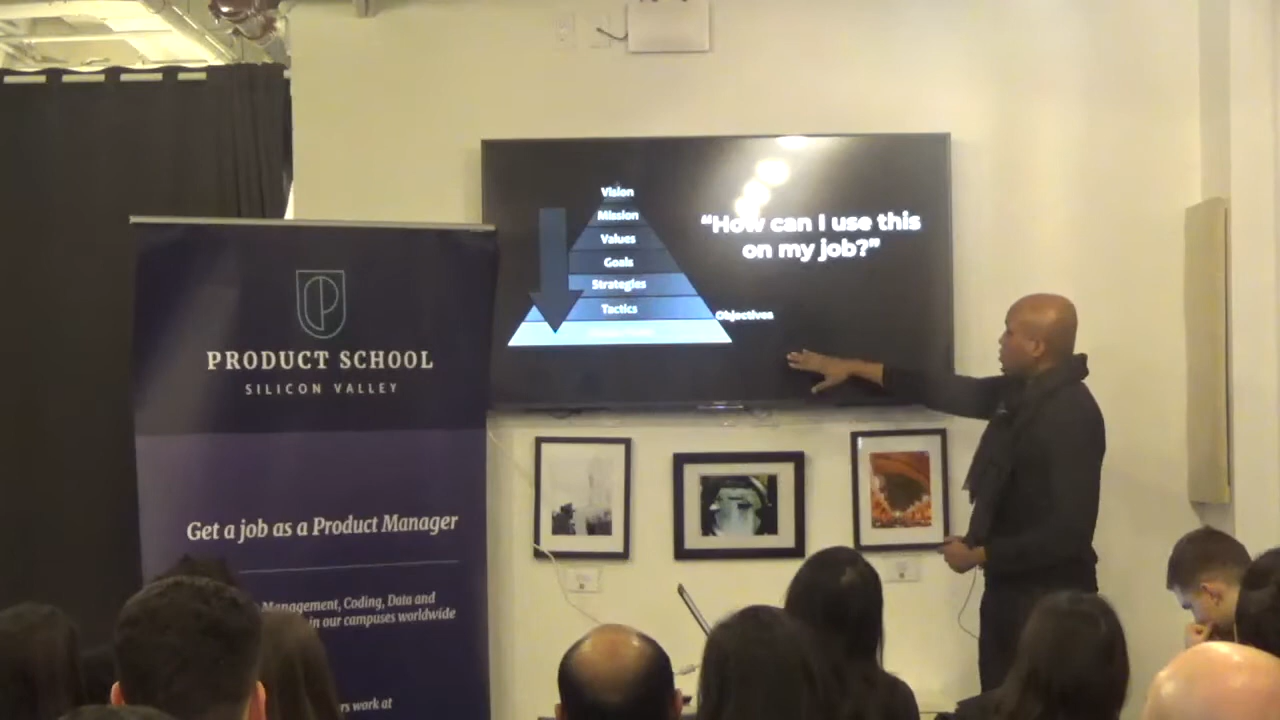 PRODUCT SCHOOL
SILICON VALLEY
Get a job as a Product Manager
Management, Coding, Data and
in our campuses worldwide
rs work at
Vision
Mission
Values
Goals
Strategies
Tactics
Objectives
“How can I use this
on my job?”